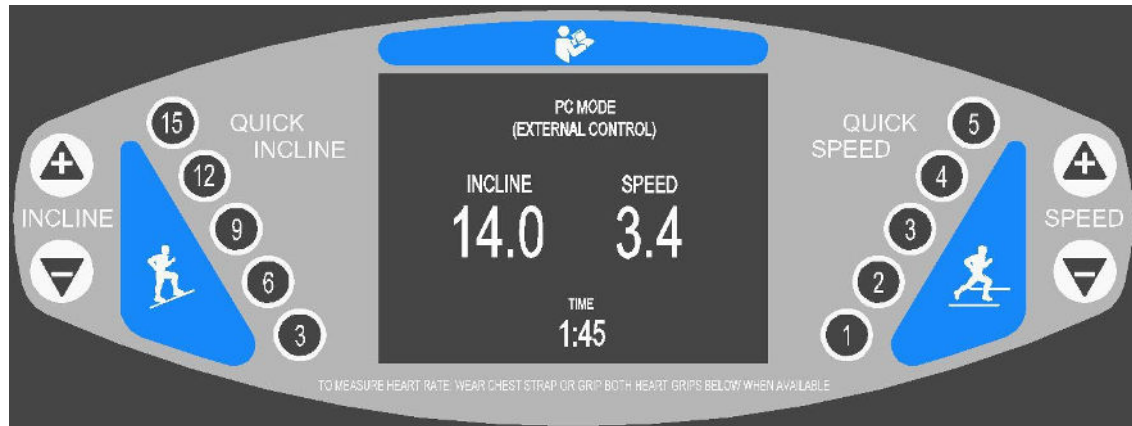 PC MODE
(EXTERNAL CONTROL)
INCLINE SPEED
14.0 3.4
TIME
1:45
QUICK
INCLINE
15
12
9
6
3
INCLINE
QUICK
SPEED
5
4
3
2
1
SPEED
TO MEASURE HEART RATE, WEAR CHEST STRAP OR GRIP BOTH HEART GRIPS BELOW WHEN AVAILABLE